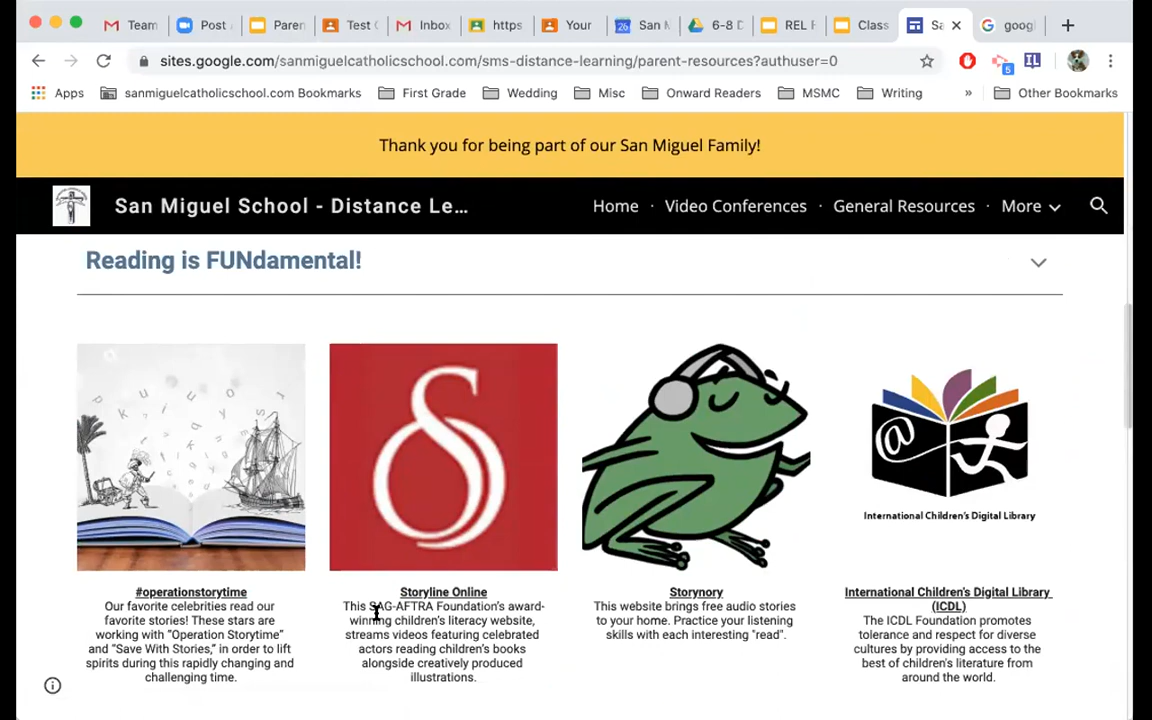 Team Post Paren Test Inbox https Your San M 6-8 REL Class Sa goog
sites.google.com/sanmiguelcatholicschool.com/sms-distance-learning/parent-resources?authuser=0
5
Apps sanmiguelcatholicschool.com Bookmarks First Grade Wedding Misc Onward Readers MSMC Writing » Other Bookmarks
Thank you for being part of our San Miguel Family!
San Miguel School - Distance Le... Home · Video Conferences · General Resources · More
Reading is FUNdamental!
International Children's Digital Library
#operationstorytime
Our favorite celebrities read our
favorite stories! These stars are
working with "Operation Storytime"
and "Save With Stories," in order to lift
spirits during this rapidly changing and
challenging time.
Storyline Online
This SAG-AFTRA Foundation's award-
winning children's literacy website,
streams videos featuring celebrated
actors reading children's books
alongside creatively produced
illustrations.
Storynory
This website brings free audio stories
to your home. Practice your listening
skills with each interesting "read".
International Children's Digital Library
(ICDL)
The ICDL Foundation promotes
tolerance and respect for diverse
cultures by providing access to the
best of children's literature from
around the world.